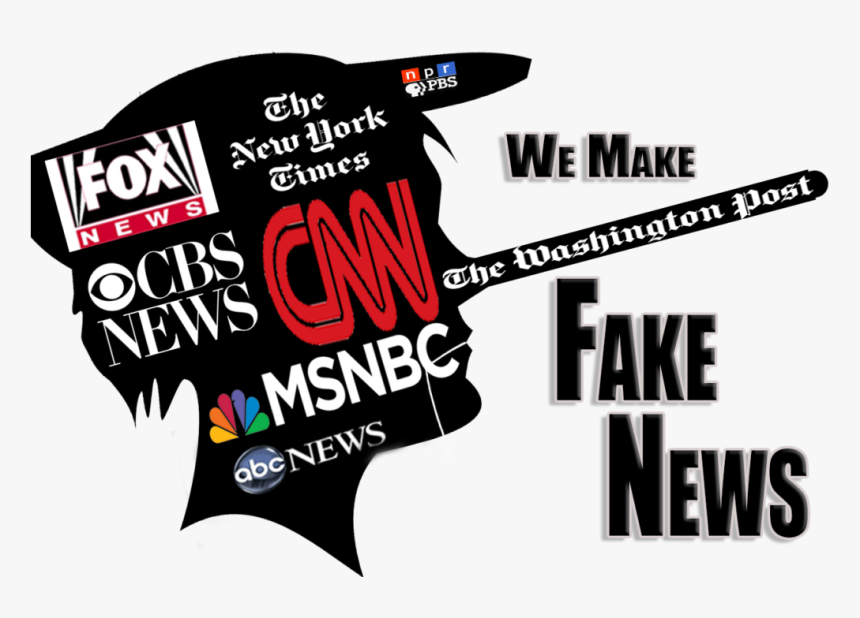 npr
PBS
The
New York
Times
FOX
NEWS
CBS
NEWS
CNN
The Washington Post
MSNBC
abc NEWS
WE MAKE
FAKE
NEWS